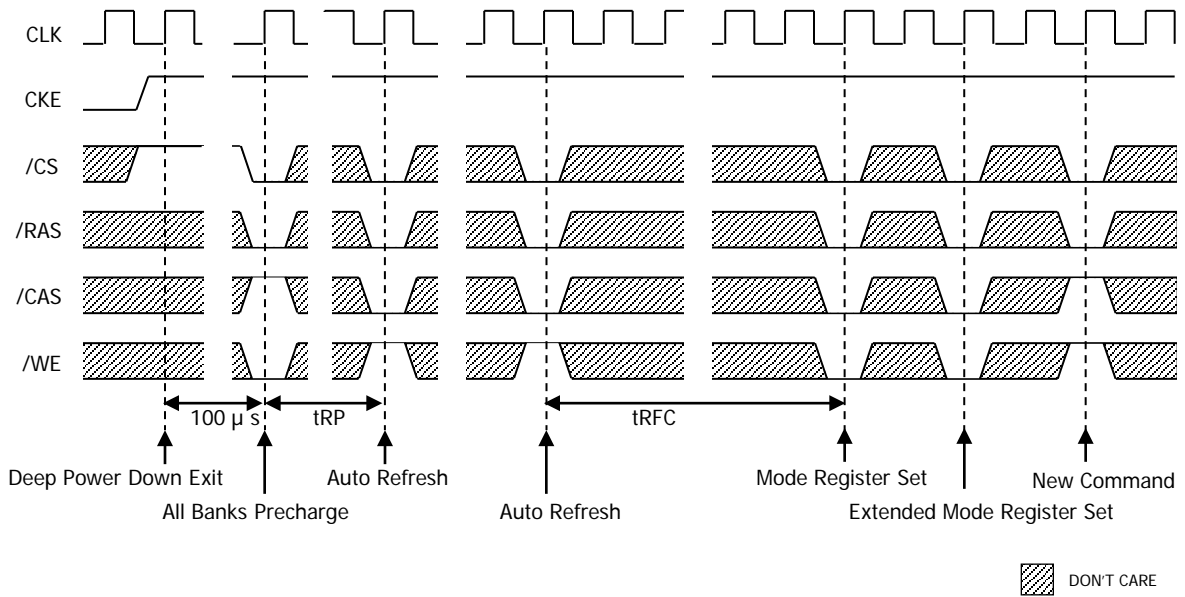 CLK
CKE
/CS
/RAS
/CAS
/WE
100 μ s
tRP
tRFC
Deep Power Down Exit
Auto Refresh
Mode Register Set
New Command
All Banks Precharge
Auto Refresh
Extended Mode Register Set
DON'T CARE